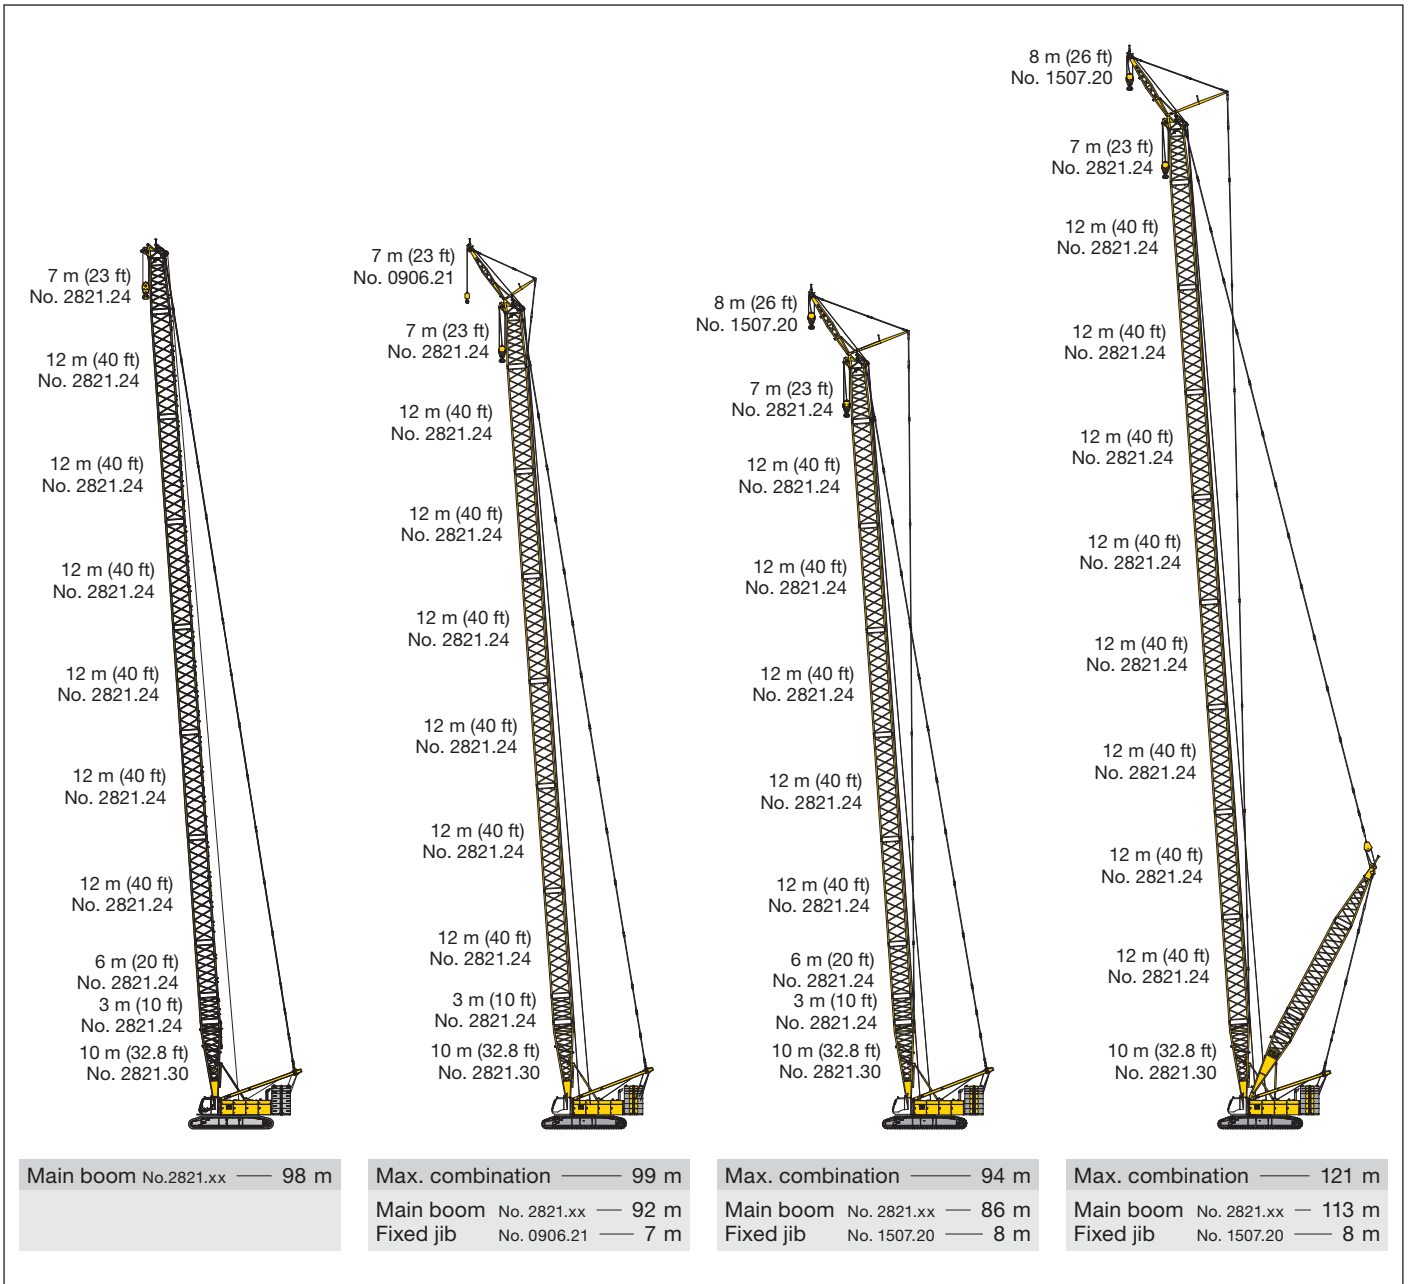 7 m (23 ft)
No. 2821.24
12 m (40 ft)
No. 2821.24
12 m (40 ft)
No. 2821.24
12 m (40 ft)
No. 2821.24
12 m (40 ft)
No. 2821.24
12 m (40 ft)
No. 2821.24
12 m (40 ft)
No. 2821.24
6 m (20 ft)
No. 2821.24
3 m (10 ft)
No. 2821.24
10 m (32.8 ft)
No. 2821.30
Main boom No.2821.xx 98 m
7 m (23 ft)
No. 0906.21
7 m (23 ft)
No. 2821.24
12 m (40 ft)
No. 2821.24
12 m (40 ft)
No. 2821.24
12 m (40 ft)
No. 2821.24
12 m (40 ft)
No. 2821.24
12 m (40 ft)
No. 2821.24
12 m (40 ft)
No. 2821.24
3 m (10 ft)
No. 2821.24
10 m (32.8 ft)
No. 2821.30
Max. combination 99 m
Main boom No. 2821.xx 92 m
Fixed jib No. 0906.21 7 m
8 m (26 ft)
No. 1507.20
7 m (23 ft)
No. 2821.24
12 m (40 ft)
No. 2821.24
12 m (40 ft)
No. 2821.24
12 m (40 ft)
No. 2821.24
12 m (40 ft)
No. 2821.24
12 m (40 ft)
No. 2821.24
6 m (20 ft)
No. 2821.24
3 m (10 ft)
No. 2821.24
10 m (32.8 ft)
No. 2821.30
Max. combination 94 m
Main boom No. 2821.xx 86 m
Fixed jib No. 1507.20 8 m
8 m (26 ft)
No. 1507.20
7 m (23 ft)
No. 2821.24
12 m (40 ft)
No. 2821.24
12 m (40 ft)
No. 2821.24
12 m (40 ft)
No. 2821.24
12 m (40 ft)
No. 2821.24
12 m (40 ft)
No. 2821.24
12 m (40 ft)
No. 2821.24
12 m (40 ft)
No. 2821.24
12 m (40 ft)
No. 2821.24
10 m (32.8 ft)
No. 2821.30
Max. combination 121 m
Main boom No. 2821.xx 113 m
Fixed jib No. 1507.20 8 m